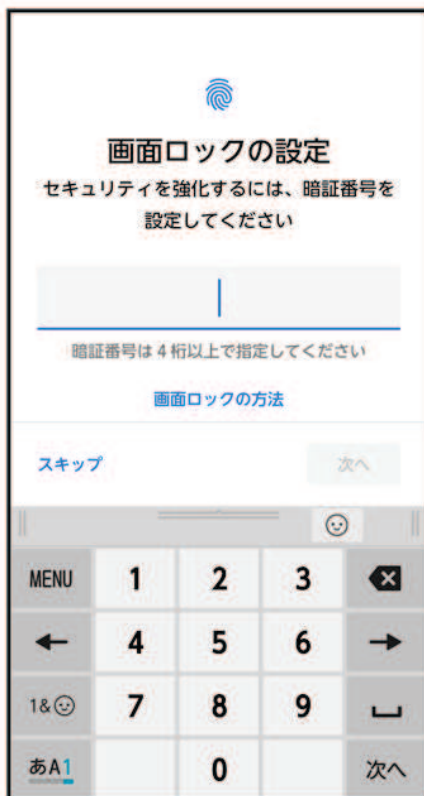 画面ロックの設定
セキュリティを強化するには、暗証番号を
設定してください
暗証番号は 4 桁以上で指定してください
画面ロックの方法
スキップ 次へ
MENU 1 2 3
4 5 6
1& 7 8 9
あA1 0 次へ